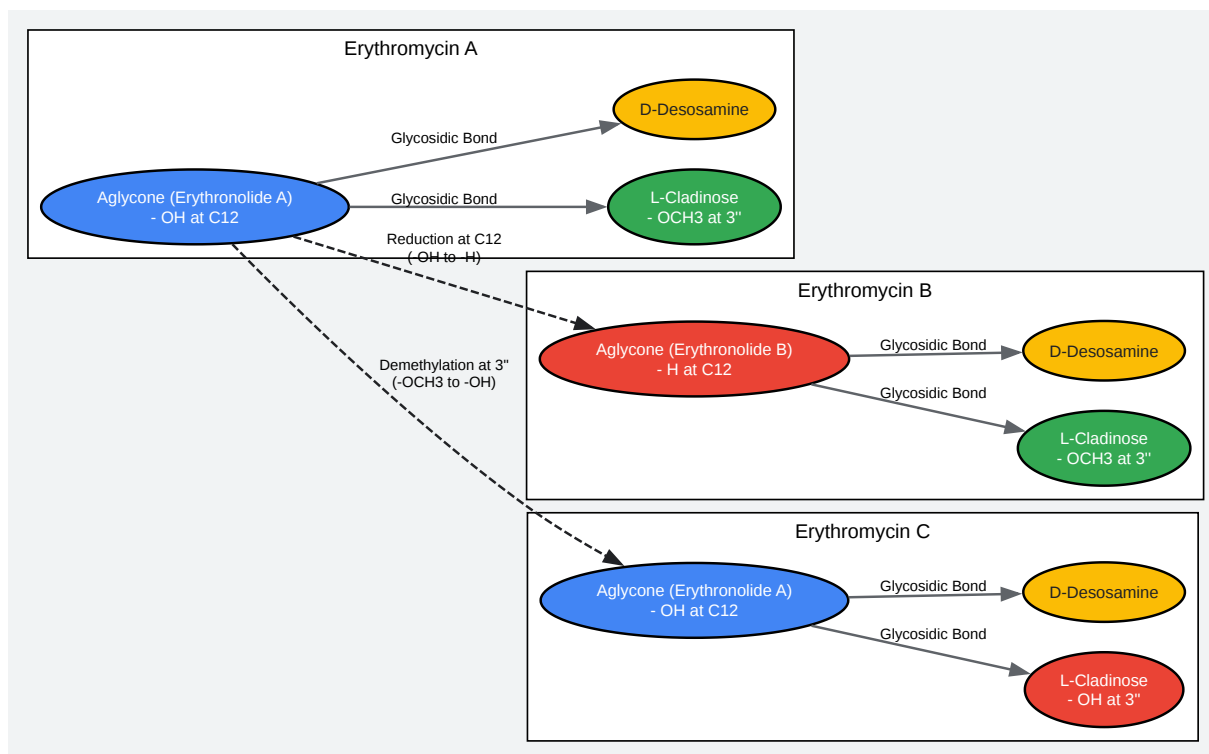 Erythromycin A
D-Desosamine
Glycosidic Bond
Aglycone (Erythronolide A)
- OH at C12
Glycosidic Bond
L-Cladinose
- OCH3 at 3"
Reduction at C12
(-OH to -H)
Erythromycin B
Aglycone (Erythronolide B)
- H at C12
Glycosidic Bond
D-Desosamine
Glycosidic Bond
L-Cladinose
- OCH3 at 3"
Demethylation at 3"
(-OCH3 to -OH)
Erythromycin C
Aglycone (Erythronolide A)
- OH at C12
Glycosidic Bond
D-Desosamine
Glycosidic Bond
L-Cladinose
- OH at 3"